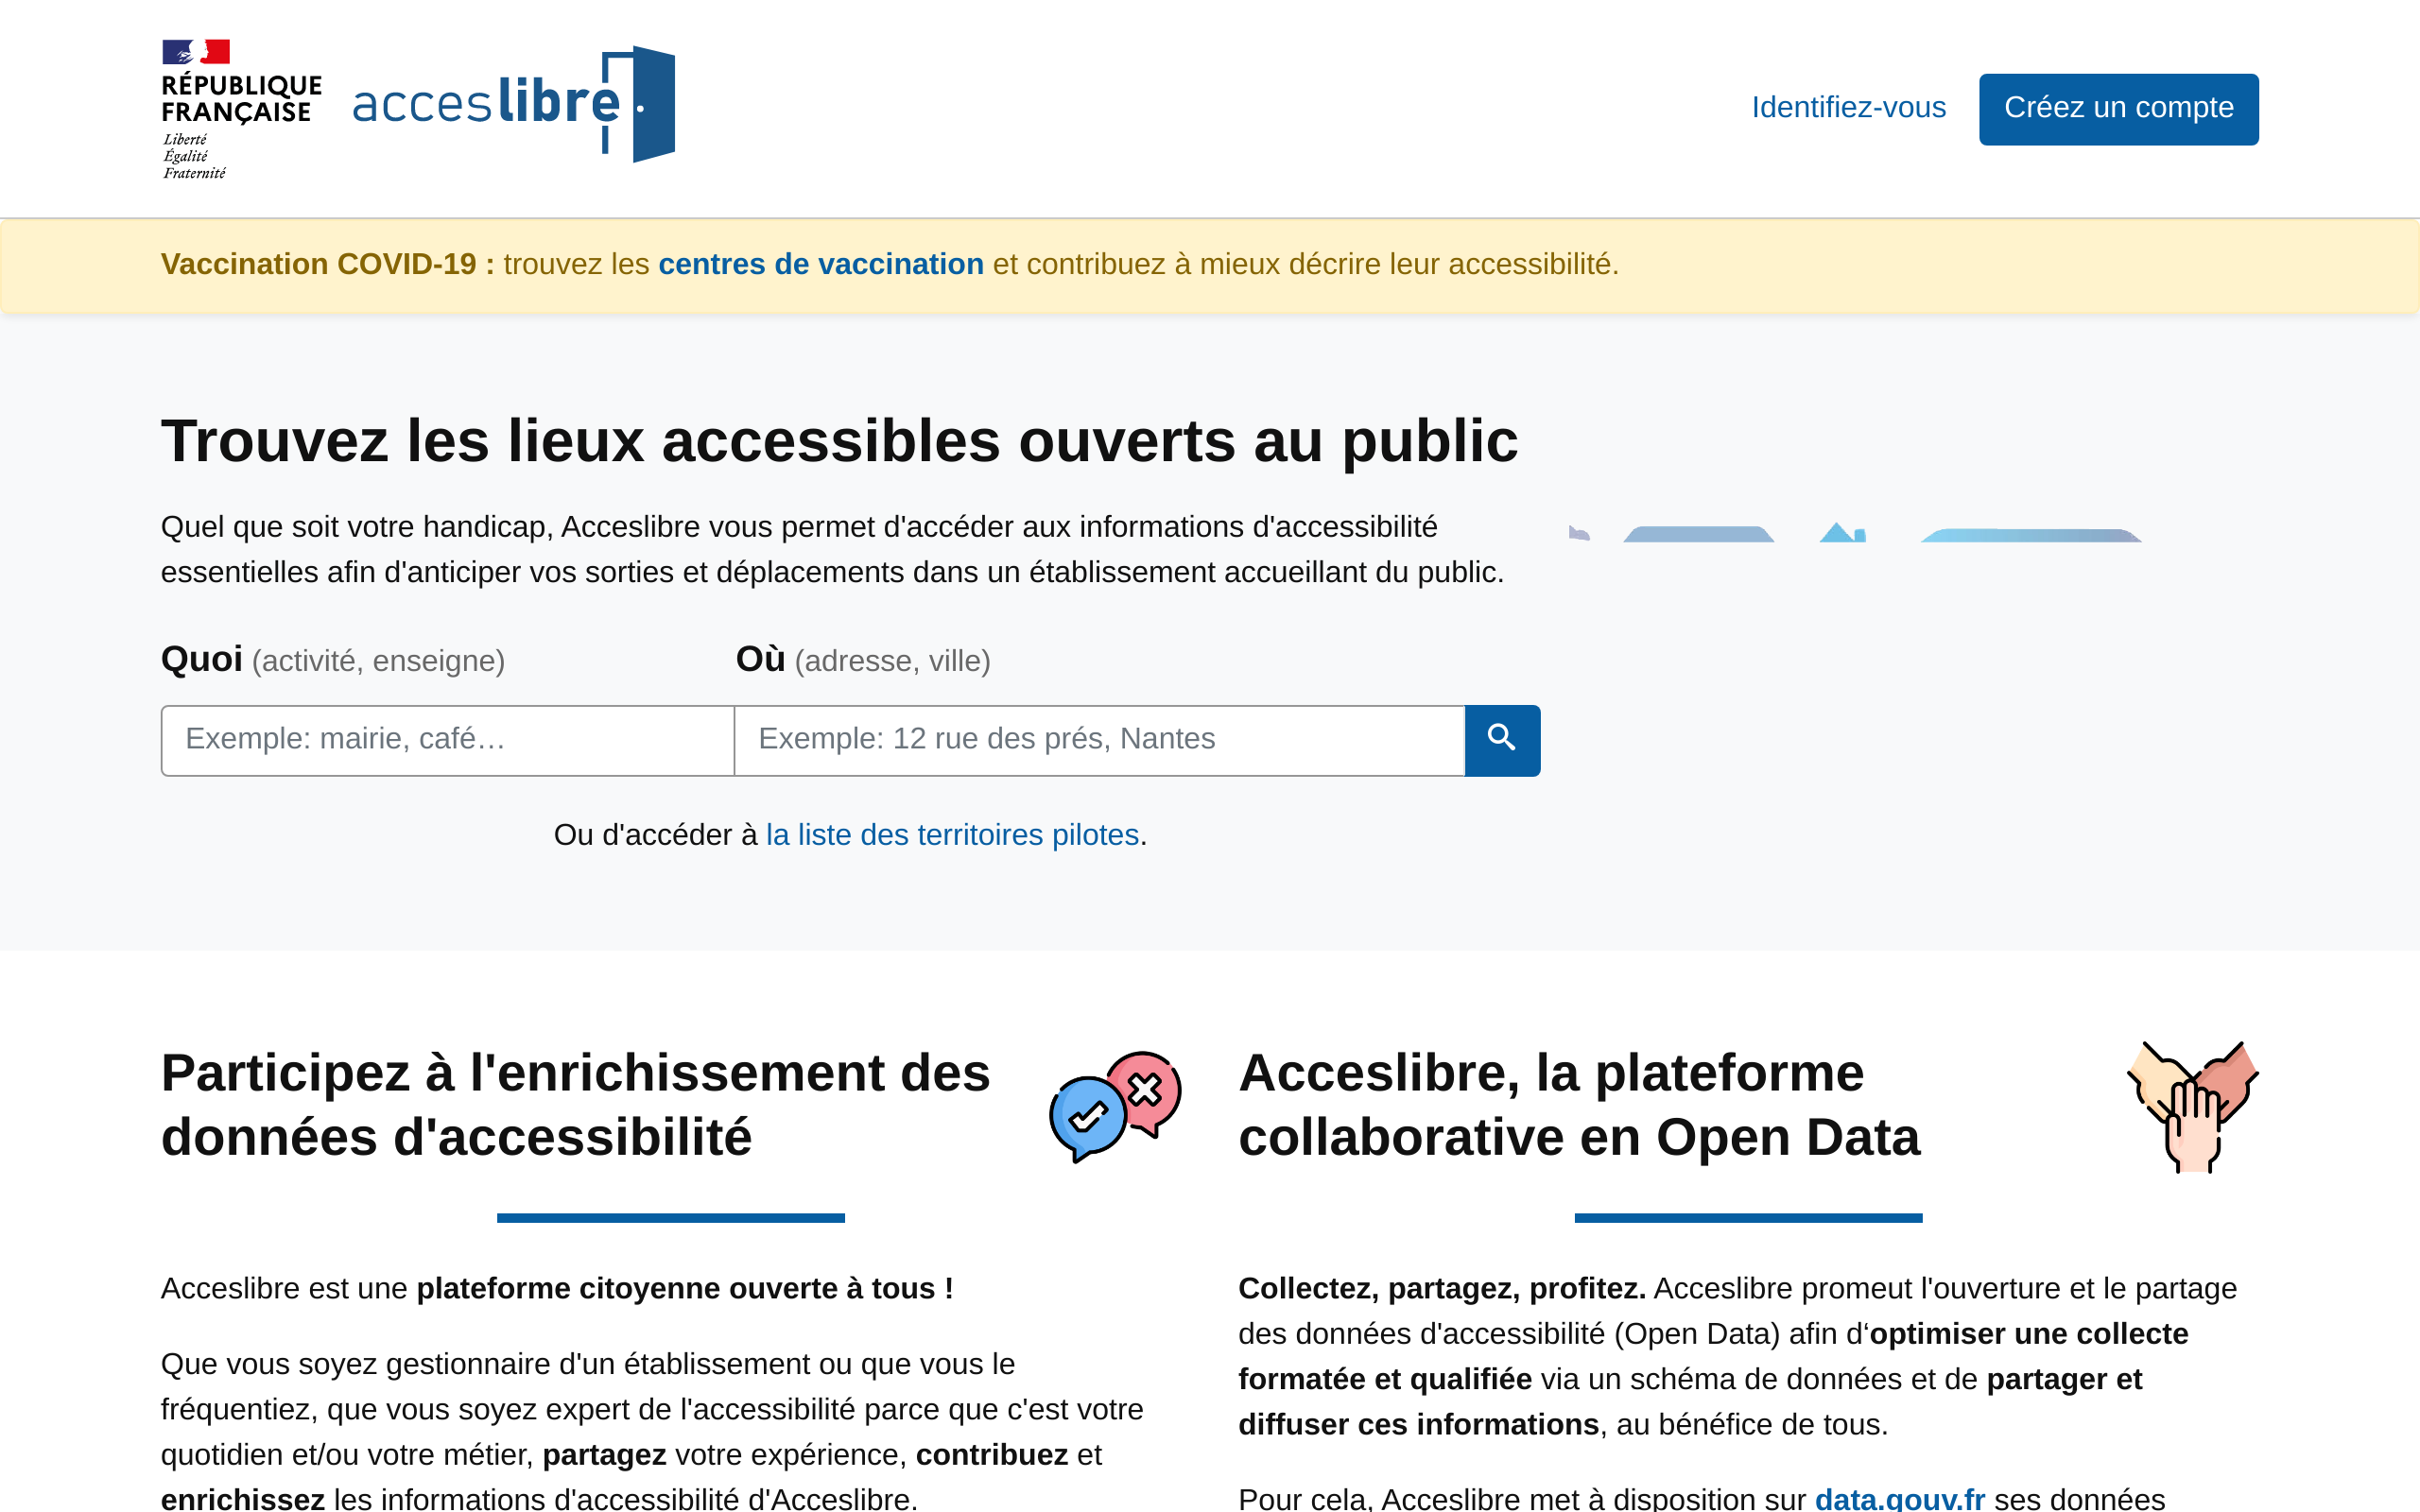 RÉPUBLIQUE
FRANÇAISE
Liberté
Égalité
Fraternité
acceslibre
Identifiez-vous
Créez un compte
Vaccination COVID-19 : trouvez les centres de vaccination et contribuez à mieux décrire leur accessibilité.
Trouvez les lieux accessibles ouverts au public
Quel que soit votre handicap, Acceslibre vous permet d'accéder aux informations d'accessibilité
essentielles afin d'anticiper vos sorties et déplacements dans un établissement accueillant du public.
Quoi (activité, enseigne)
Où (adresse, ville)
Exemple: mairie, café…
Exemple: 12 rue des prés, Nantes
Ou d'accéder à la liste des territoires pilotes.
Participez à l'enrichissement des
données d'accessibilité
Acceslibre est une plateforme citoyenne ouverte à tous !
Que vous soyez gestionnaire d'un établissement ou que vous le
fréquentiez, que vous soyez expert de l'accessibilité parce que c'est votre
quotidien et/ou votre métier, partagez votre expérience, contribuez et
enrichissez les informations d'accessibilité d'Acceslibre.
Acceslibre, la plateforme
collaborative en Open Data
Collectez, partagez, profitez. Acceslibre promeut l'ouverture et le partage
des données d'accessibilité (Open Data) afin d‘optimiser une collecte
formatée et qualifiée via un schéma de données et de partager et
diffuser ces informations, au bénéfice de tous.
Pour cela, Acceslibre met à disposition sur data.gouv.fr ses données